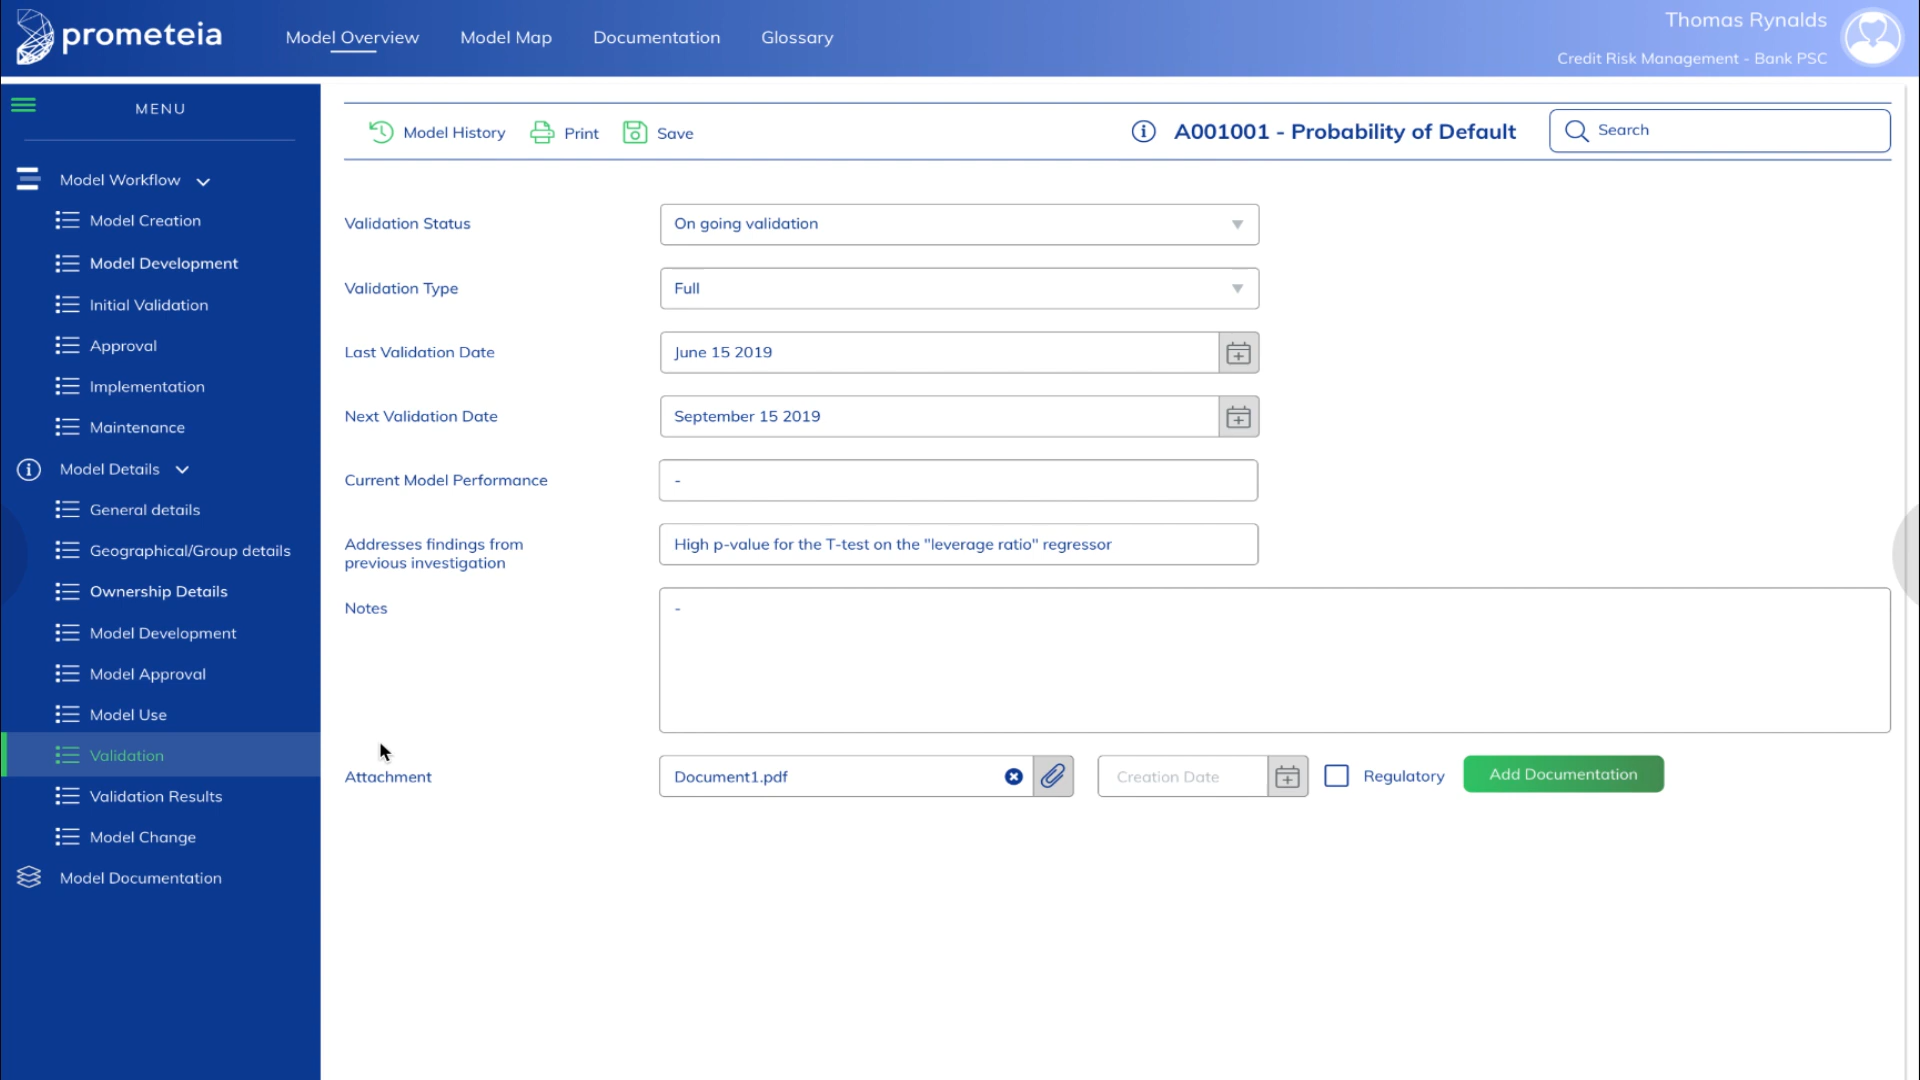 prometeia
Model Overview
Model Map
Documentation
Glossary
Thomas Rynalds
Credit Risk Management - Bank PSC
MENU
Model Workflow
Model Creation
Model Development
Initial Validation
Approval
Implementation
Maintenance
Model Details
General details
Geographical/Group details
Ownership Details
Model Development
Model Approval
Model Use
Validation
Validation Results
Model Change
Model Documentation
Model History
Print
Save
A001001 - Probability of Default
Search
Validation Status
On going validation
Validation Type
Full
Last Validation Date
June 15 2019
Next Validation Date
September 15 2019
Current Model Performance
-
Addresses findings from
previous investigation
High p-value for the T-test on the "leverage ratio" regressor
Notes
-
Attachment
Document1.pdf
Creation Date
Regulatory
Add Documentation